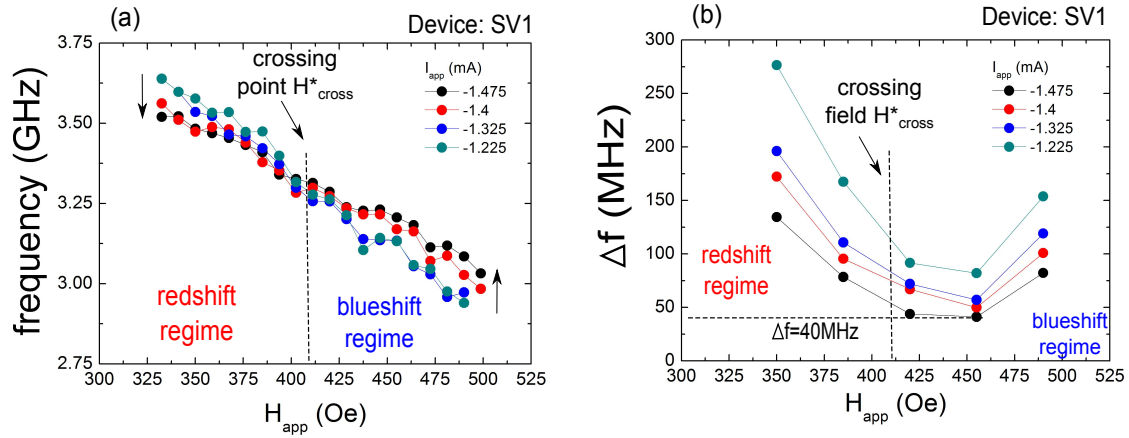 (a)
Device: SV1
frequency (GHz)
3.75
3.50
3.25
3.00
2.75
crossing
point H*cross
Iapp (mA)
-1.475
-1.4
-1.325
-1.225
redshift
regime
blueshift
regime
300 325 350 375 400 425 450 475 500 525
Happ (Oe)
(b)
Device: SV1
Δf (MHz)
300
250
200
150
100
50
0
crossing
field H*cross
Iapp (mA)
-1.475
-1.4
-1.325
-1.225
redshift
regime
Δf=40MHz
blueshift
regime
300 325 350 375 400 425 450 475 500 525
Happ (Oe)